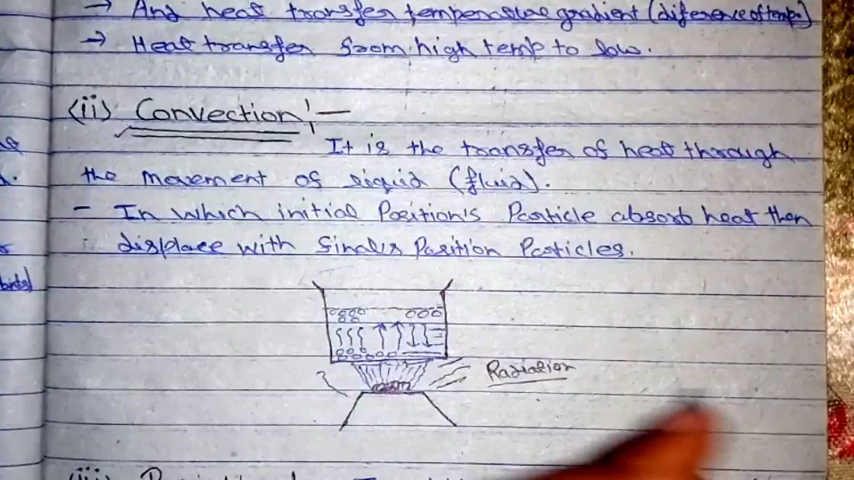 → And heat transfer temperature gradient (diference of temp.)
→ Heat transfer from high temp to low.
(ii) Convection :—
It is the transfer of heat through
the movement of liquid (fluid).
- In which initial Position's Particle absorb heat then
displace with Position Particles.
Radiation
(iii)